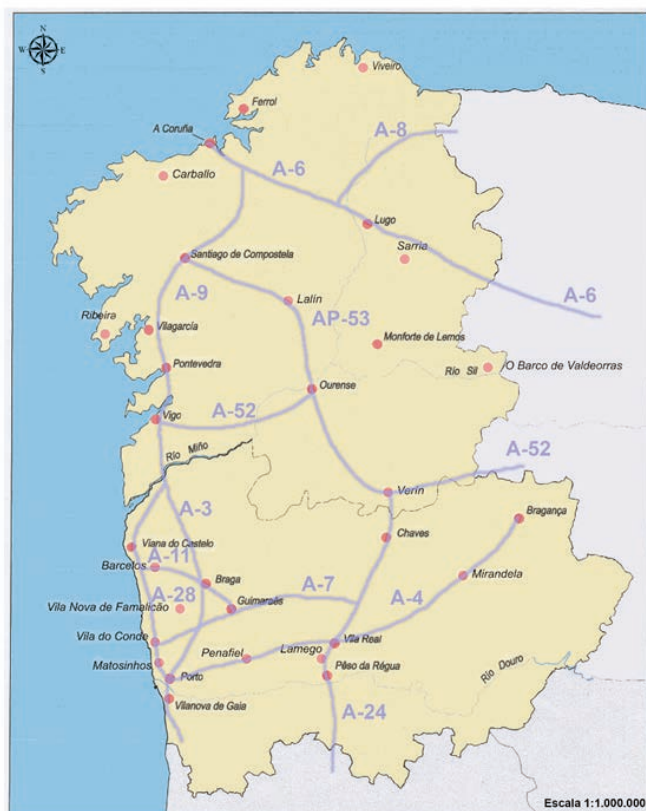 N
W E
S
Viveiro
Ferrol
A-8
A Coruña
A-6
Carballo
Lugo
Sarria
Santiago de Compostela
A-9
Lalín
A-6
AP-53
Ribeira
Vilagarcía
Monforte de Lemos
Pontevedra
Río Sil
O Barco de Valdeorras
Ourense
A-52
Vigo
Río Miño
A-52
Verín
A-3
Bragança
Chaves
Viana do Castelo
A-11
Barcelos
Braga
Mirandela
A-7
A-4
A-28
Vila Nova de Famalicão
Guimaraês
Vila do Conde
Vila Real
Penafiel
Lamego
Matosinhos
Pêso da Régua
Río Douro
Porto
Vilanova de Gaia
A-24
Escala 1:1.000.000